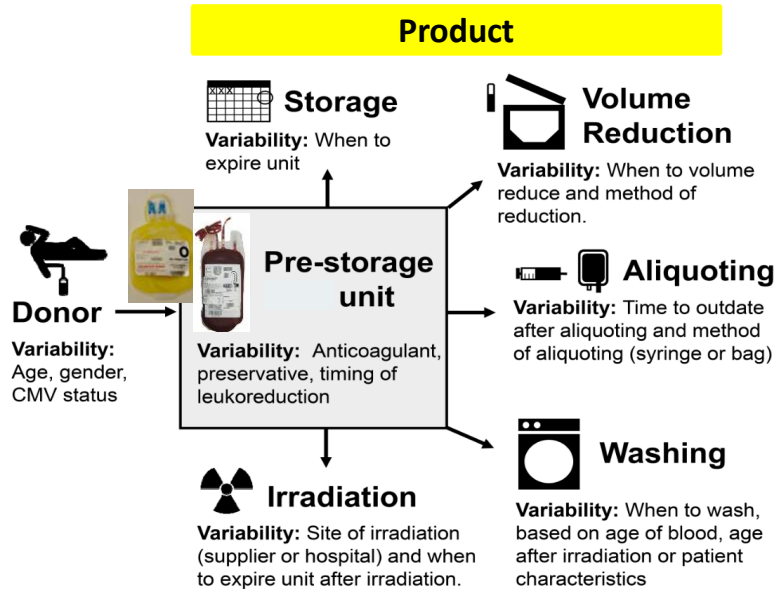 Product
XXX
Storage
Variability: When to
expire unit
Volume
Reduction
Variability: When to volume
reduce and method of
reduction.
Donor
Variability:
Age, gender,
CMV status
O
Pre-storage
unit
Variability: Anticoagulant,
preservative, timing of
leukoreduction
Aliquoting
Variability: Time to outdate
after aliquoting and method
of aliquoting (syringe or bag)
Irradiation
Variability: Site of irradiation
(supplier or hospital) and when
to expire unit after irradiation.
Washing
Variability: When to wash,
based on age of blood, age
after irradiation or patient
characteristics